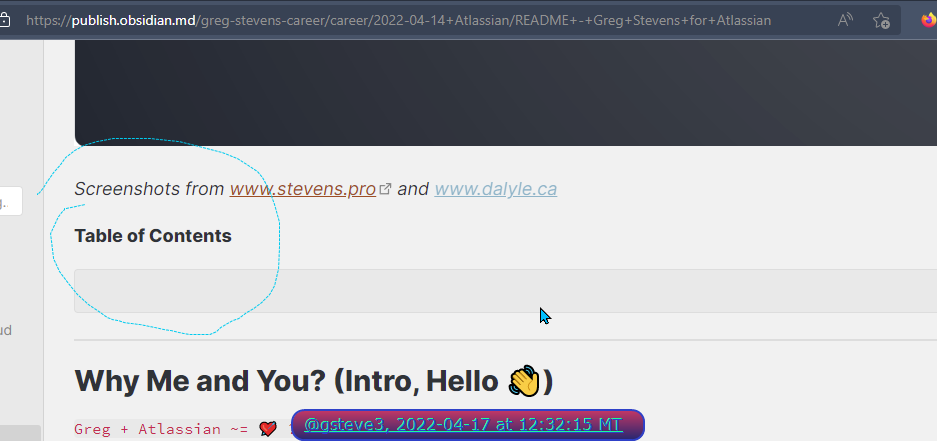 https://publish.obsidian.md/greg-stevens-career/career/2022-04-14+Atlassian/README+-+Greg+Stevens+for+Atlassian
Screenshots from www.stevens.pro and www.dalyle.ca
g.
Table of Contents
ud
Why Me and You? (Intro, Hello 👋)
Greg + Atlassian ~= ❤️
@gsteve3, 2022-04-17 at 12:32:15 MT